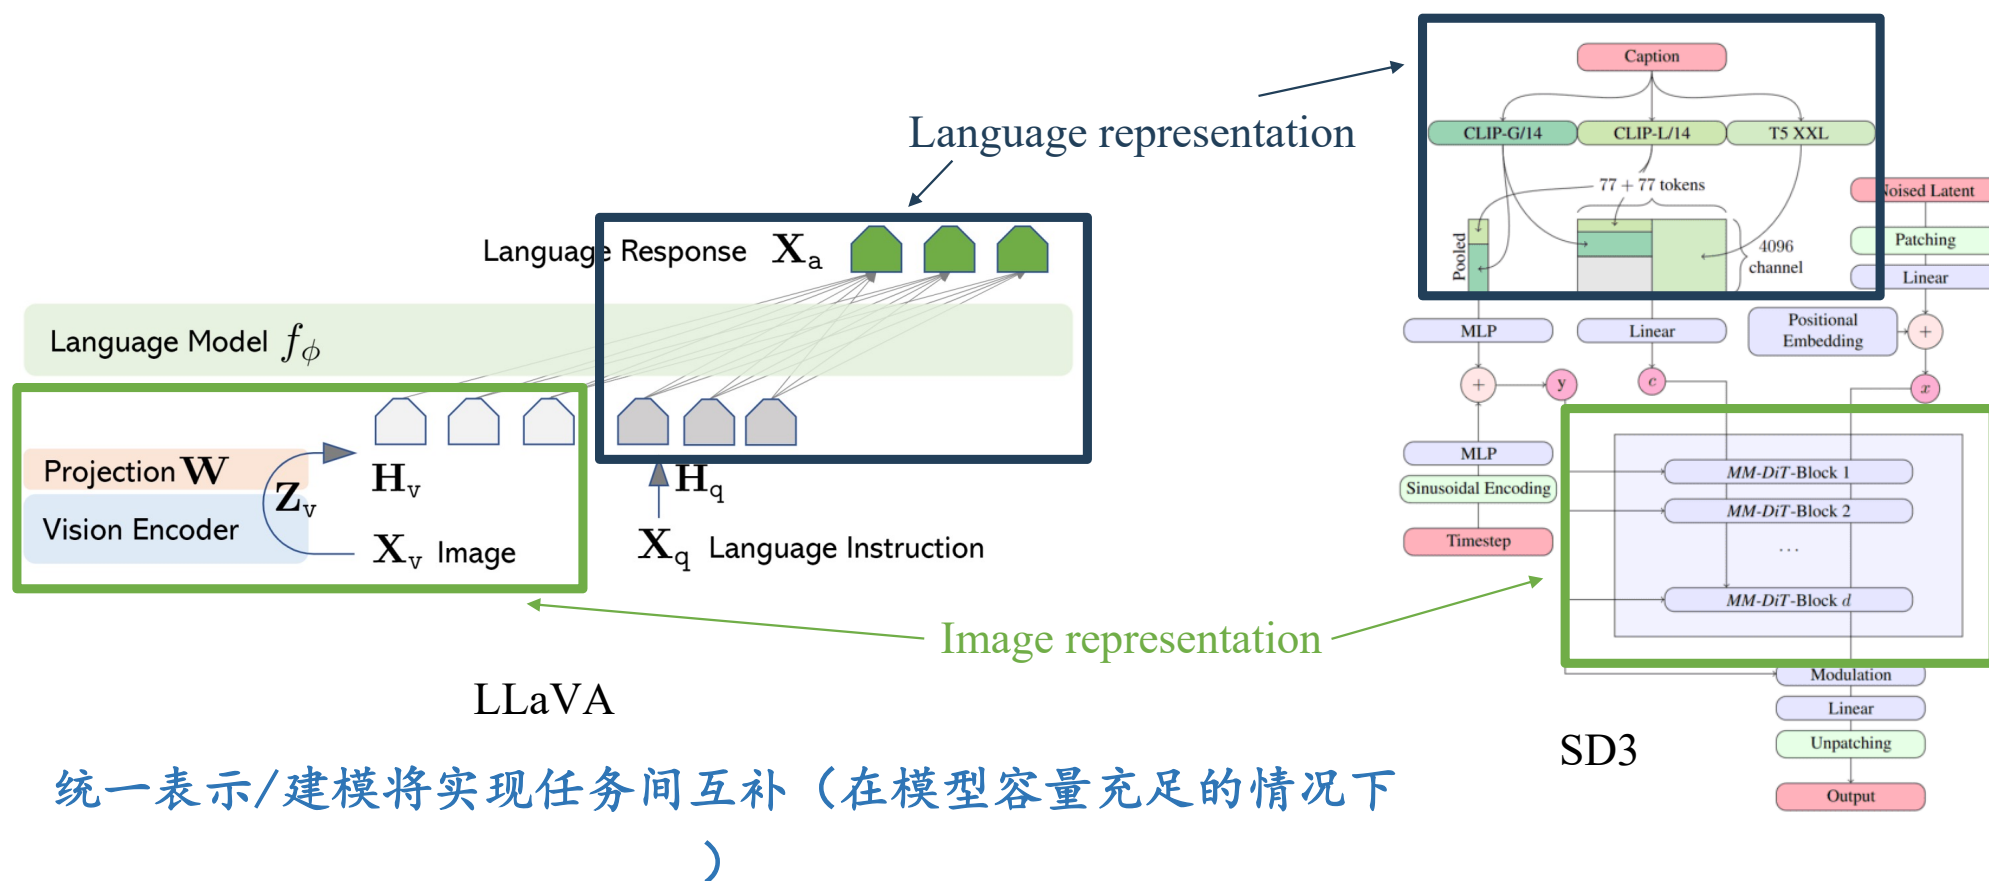 Language representation
Language Response X_a
Language Model f_ϕ
Projection W
Z_v
H_v
H_q
Vision Encoder
X_v Image
X_q Language Instruction
Image representation
LLaVA
Caption
CLIP-G/14
CLIP-L/14
T5 XXL
77 + 77 tokens
Pooled
4096
channel
Noised Latent
Patching
Linear
MLP
Linear
Positional
Embedding
+
+
y
c
x
MLP
Sinusoidal Encoding
Timestep
MM-DiT-Block 1
MM-DiT-Block 2
...
MM-DiT-Block d
Modulation
Linear
Unpatching
Output
SD3
统一表示/建模将实现任务间互补（在模型容量充足的情况下
）